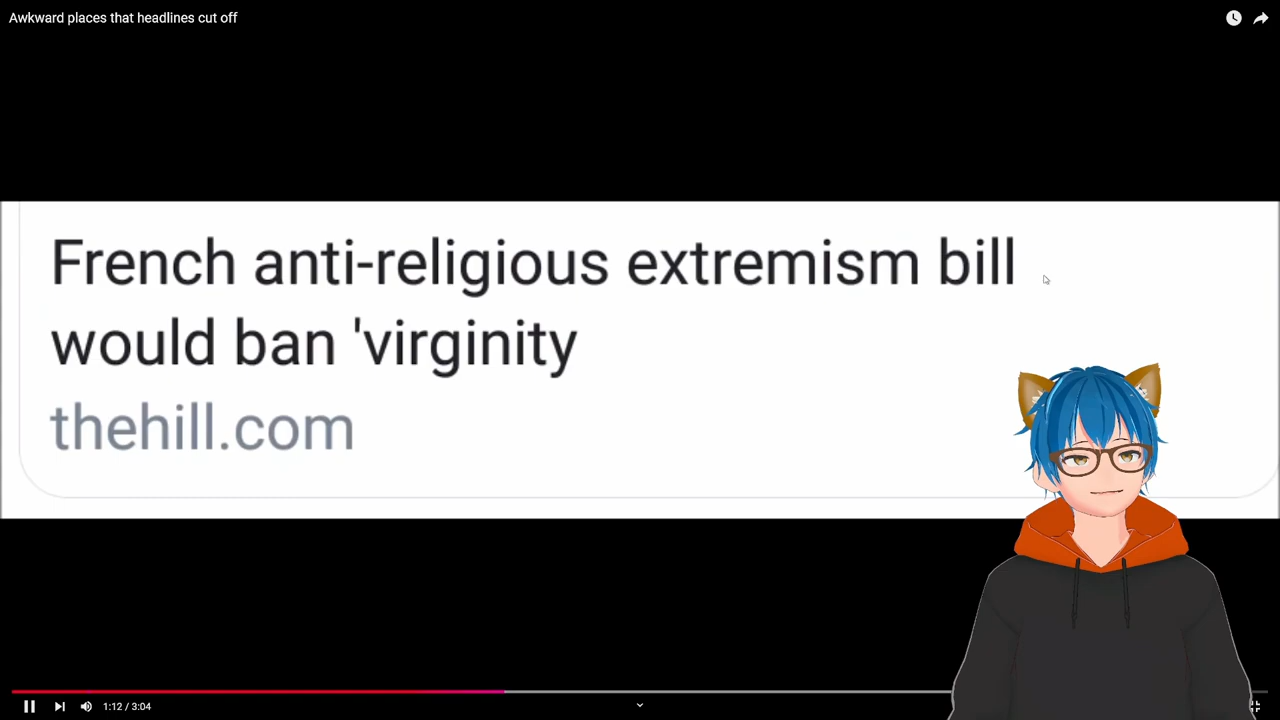 Awkward places that headlines cut off
French anti-religious extremism bill
would ban 'virginity
thehill.com
1:12 / 3:04